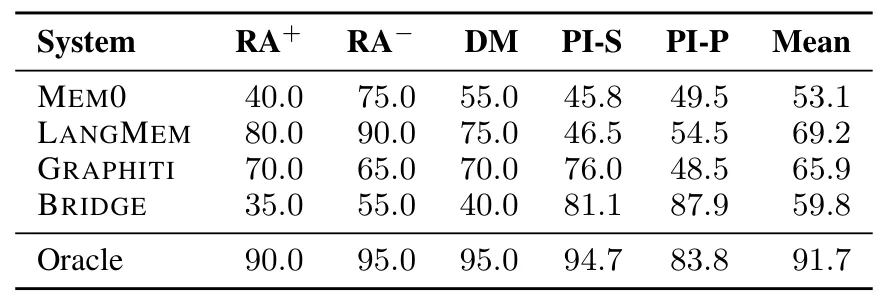 System RA+ RA− DM PI-S PI-P Mean
MEM0 40.0 75.0 55.0 45.8 49.5 53.1
LANGMEM 80.0 90.0 75.0 46.5 54.5 69.2
GRAPHITI 70.0 65.0 70.0 76.0 48.5 65.9
BRIDGE 35.0 55.0 40.0 81.1 87.9 59.8
Oracle 90.0 95.0 95.0 94.7 83.8 91.7